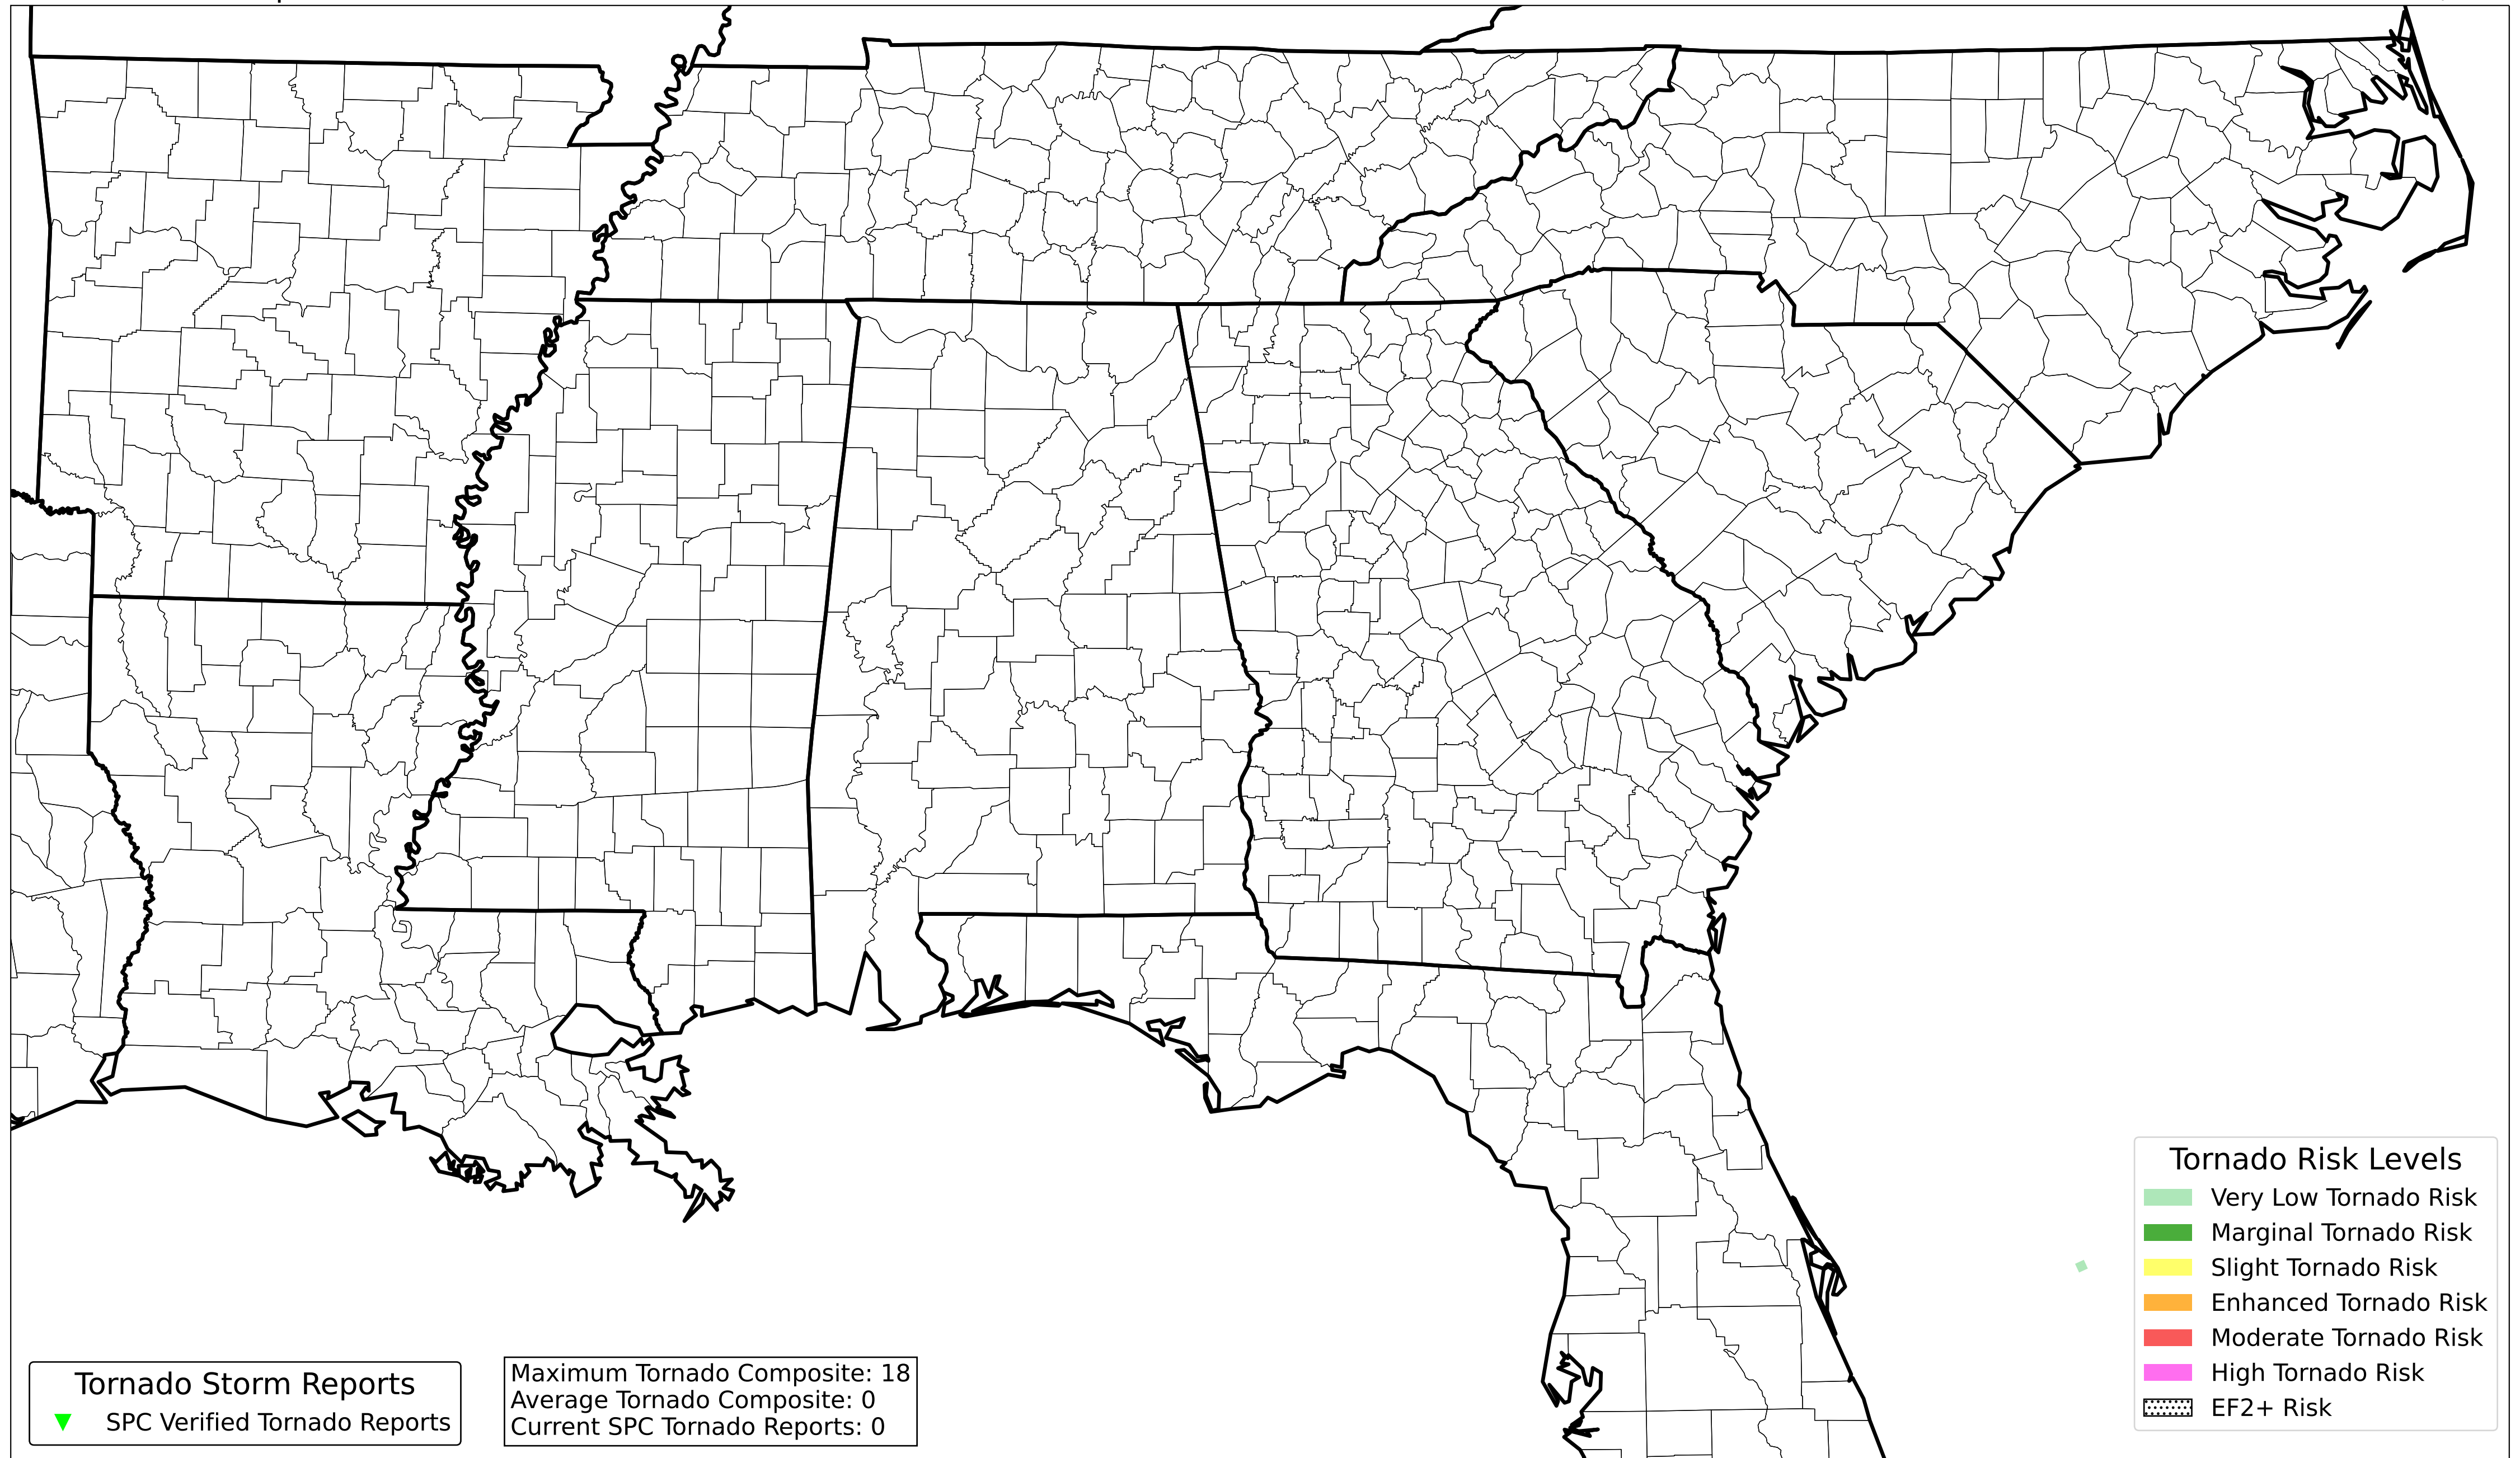 Tornado Risk Levels
Very Low Tornado Risk
Marginal Tornado Risk
Slight Tornado Risk
Enhanced Tornado Risk
Moderate Tornado Risk
High Tornado Risk
EF2+ Risk
Tornado Storm Reports
SPC Verified Tornado Reports
Maximum Tornado Composite: 18
Average Tornado Composite: 0
Current SPC Tornado Reports: 0